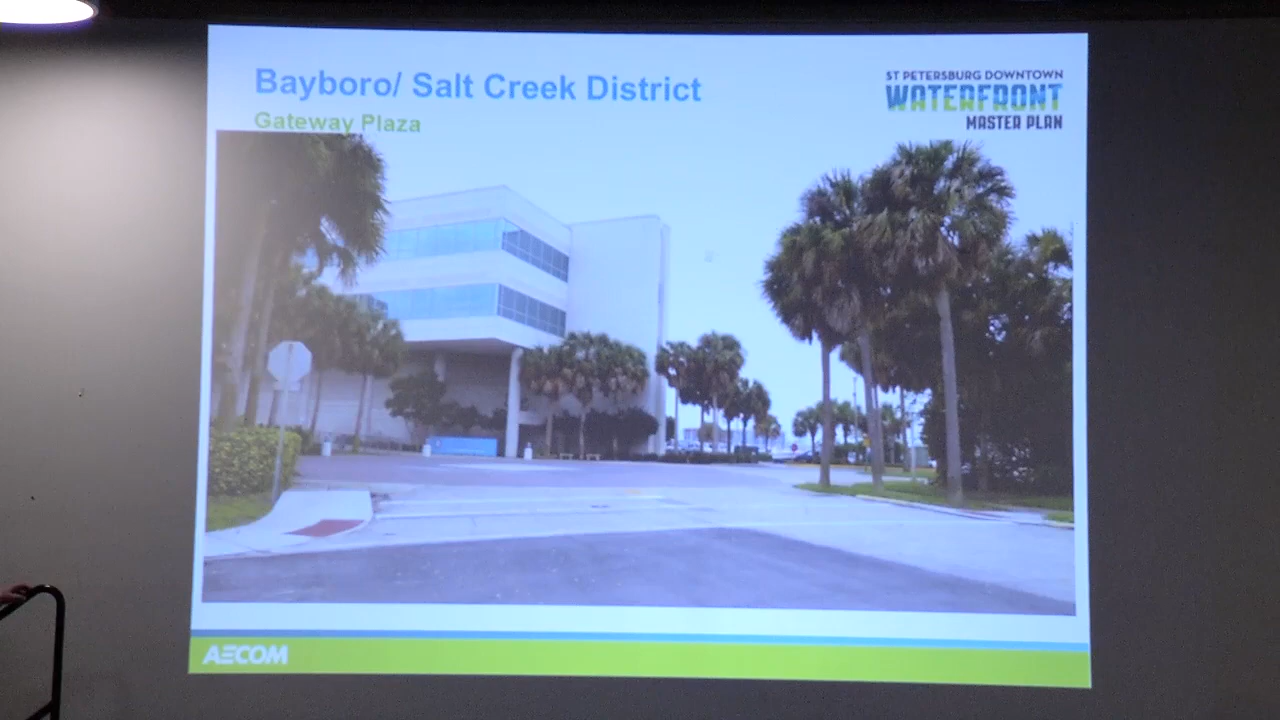 Bayboro/ Salt Creek District
Gateway Plaza
ST PETERSBURG DOWNTOWN
WATERFRONT
MASTER PLAN
AECOM